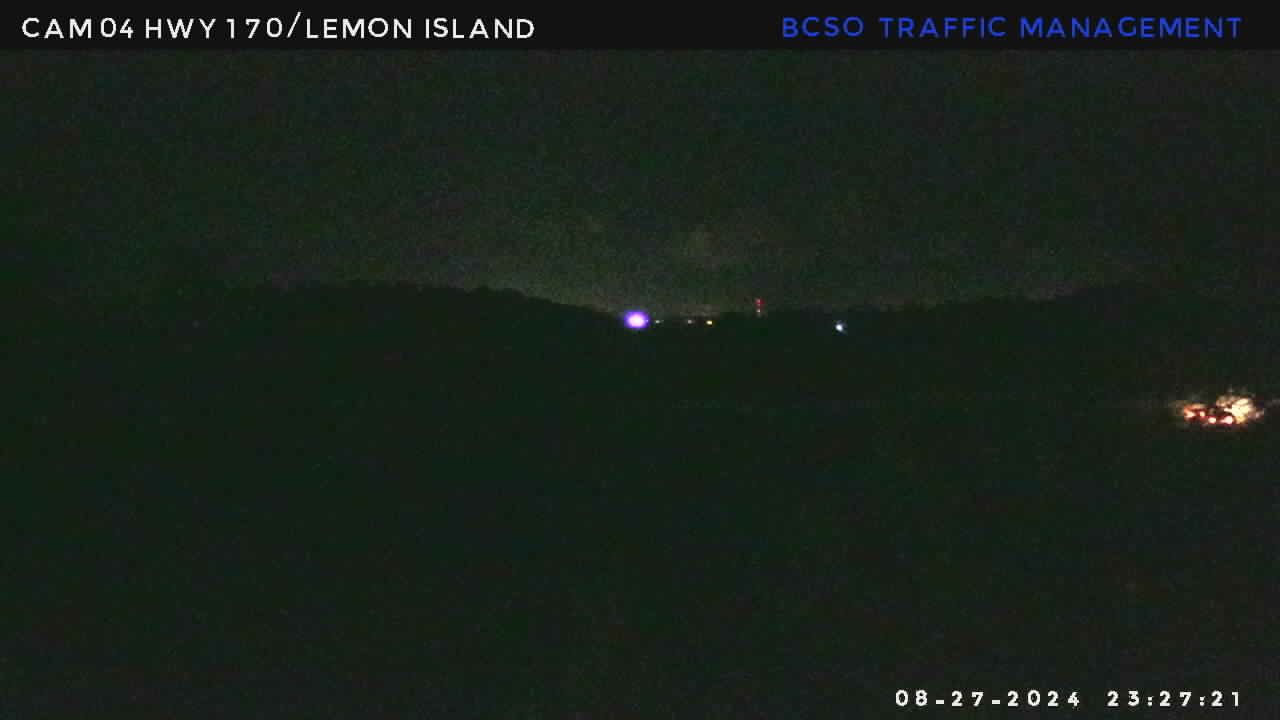 CAM04 HWY 170/LEMON ISLAND
BCSO TRAFFIC MANAGEMENT
08-27-2024 23:27:21